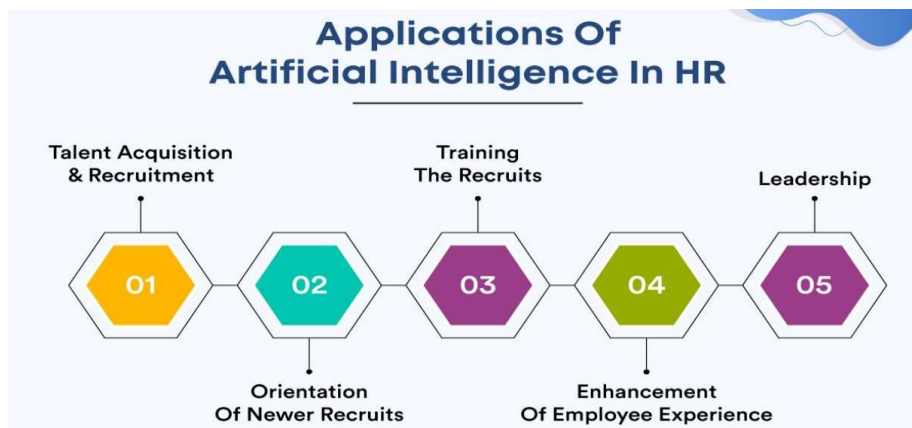 Applications Of
Artificial Intelligence In HR
Talent Acquisition
& Recruitment
Training
The Recruits
Leadership
01
02
03
04
05
Orientation
Of Newer Recruits
Enhancement
Of Employee Experience